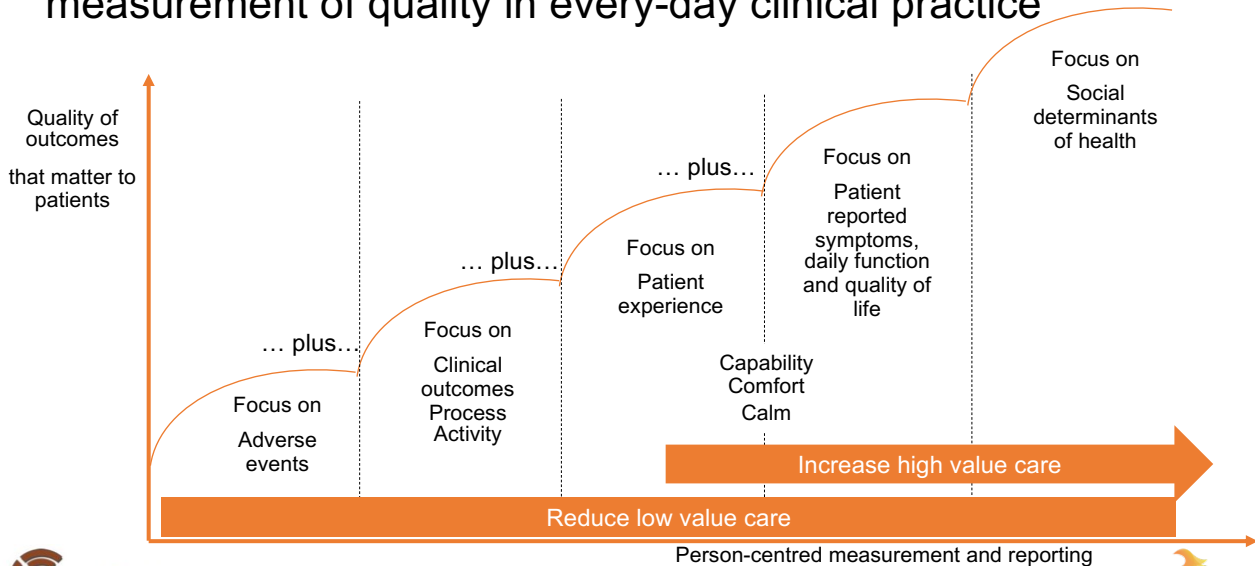 measurement of quality in every-day clinical practice
Quality of
outcomes
that matter to
patients
… plus…
Focus on
Adverse
events
… plus…
Focus on
Clinical
outcomes
Process
Activity
… plus…
Focus on
Patient
experience
Focus on
Patient
reported
symptoms,
daily function
and quality of
life
Focus on
Social
determinants
of health
Capability
Comfort
Calm
Increase high value care
Reduce low value care
Person-centred measurement and reporting